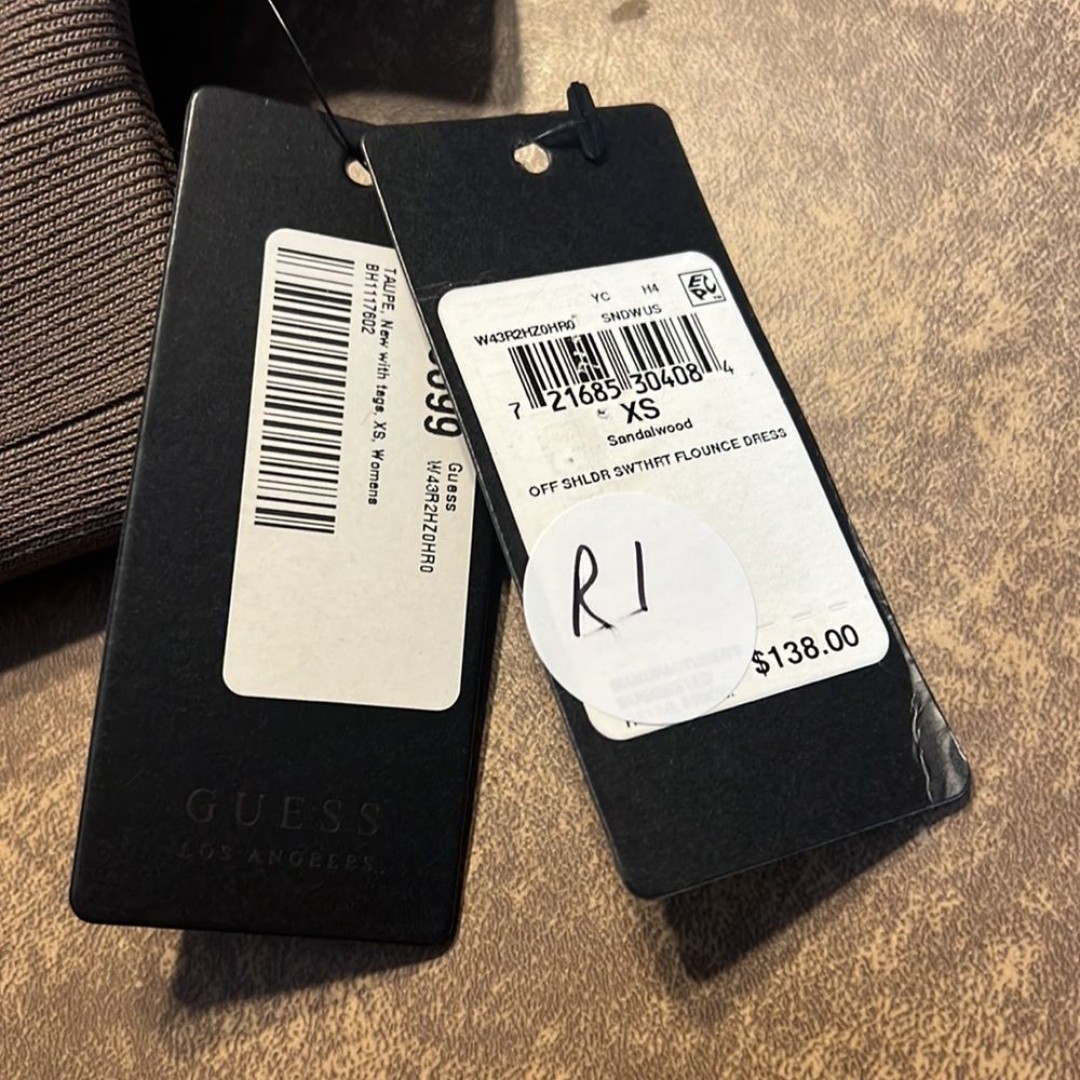 TAUPE, New with tags, XS, Womens
BH1117602
Guess
W43R2HZ0HR0
GUESS
LOS ANGELES
YC H4
W43R2HZ0HR0 SNDWUS
7 21685 30408 4
XS
Sandalwood
OFF SHLDR SWTHRT FLOUNCE DRESS
R1
$138.00